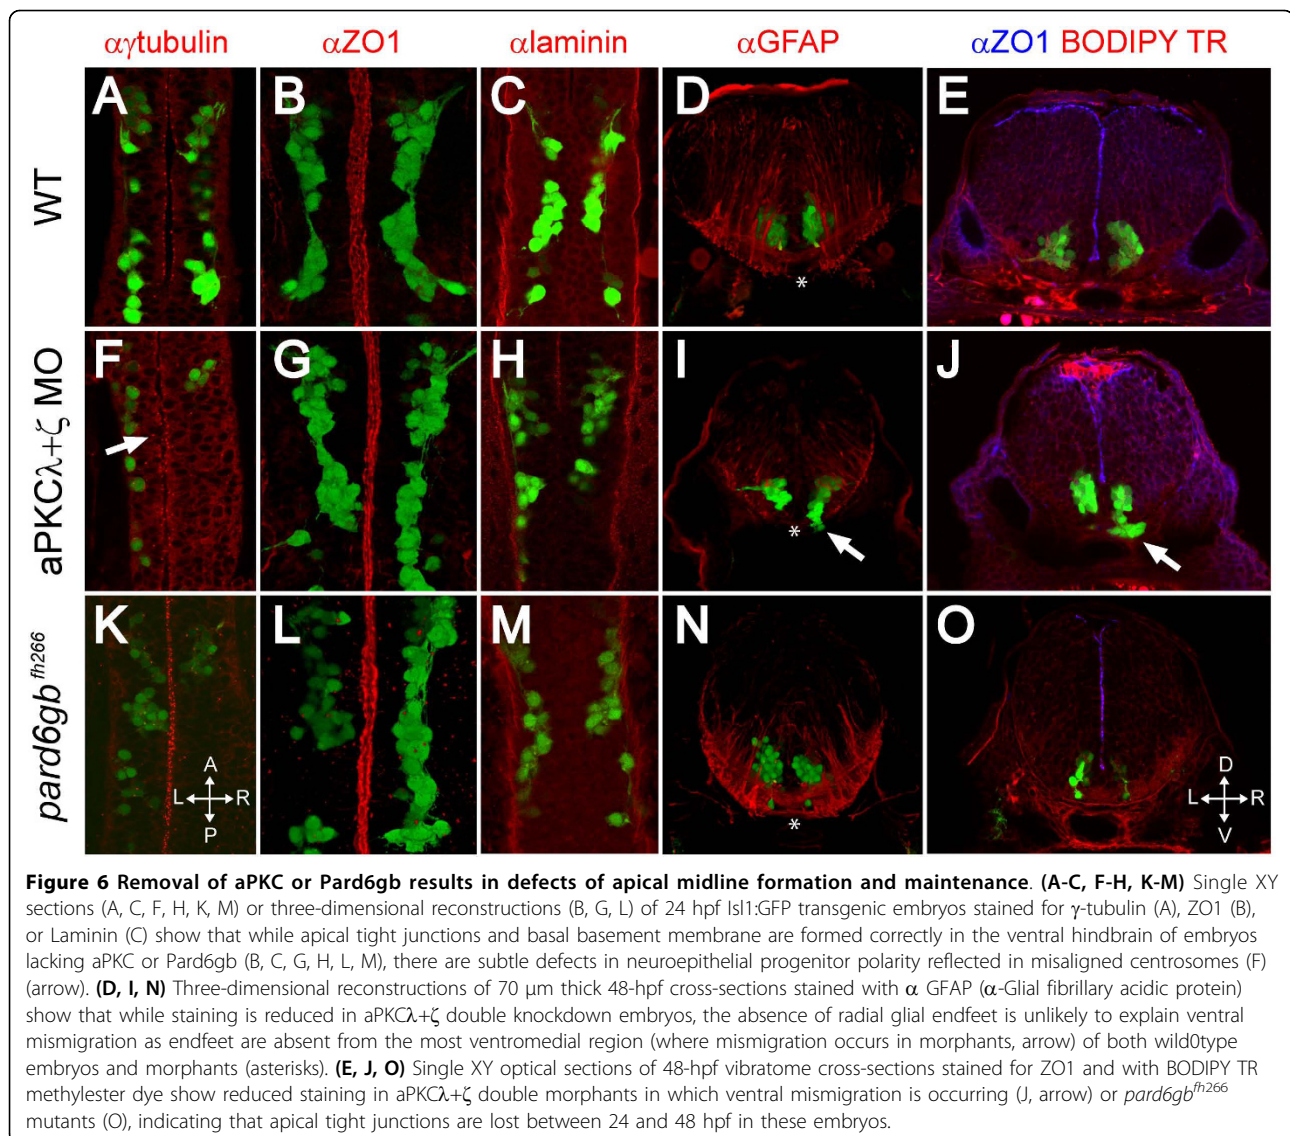 αγtubulin αZO1 αlaminin αGFAP αZO1 BODIPY TR
WT
A B C D E
*
aPKCλ+ζ MO
F G H I J
*
pard6gb fh266
K L M N O
A
L R
P
*
D
L R
V
Figure 6 Removal of aPKC or Pard6gb results in defects of apical midline formation and maintenance. (A-C, F-H, K-M) Single XY
sections (A, C, F, H, K, M) or three-dimensional reconstructions (B, G, L) of 24 hpf Isl1:GFP transgenic embryos stained for γ-tubulin (A), ZO1 (B),
or Laminin (C) show that while apical tight junctions and basal basement membrane are formed correctly in the ventral hindbrain of embryos
lacking aPKC or Pard6gb (B, C, G, H, L, M), there are subtle defects in neuroepithelial progenitor polarity reflected in misaligned centrosomes (F)
(arrow). (D, I, N) Three-dimensional reconstructions of 70 μm thick 48-hpf cross-sections stained with α GFAP (α-Glial fibrillary acidic protein)
show that while staining is reduced in aPKCλ+ζ double knockdown embryos, the absence of radial glial endfeet is unlikely to explain ventral
mismigration as endfeet are absent from the most ventromedial region (where mismigration occurs in morphants, arrow) of both wild0type
embryos and morphants (asterisks). (E, J, O) Single XY optical sections of 48-hpf vibratome cross-sections stained for ZO1 and with BODIPY TR
methylester dye show reduced staining in aPKCλ+ζ double morphants in which ventral mismigration is occurring (J, arrow) or pard6gb fh266
mutants (O), indicating that apical tight junctions are lost between 24 and 48 hpf in these embryos.